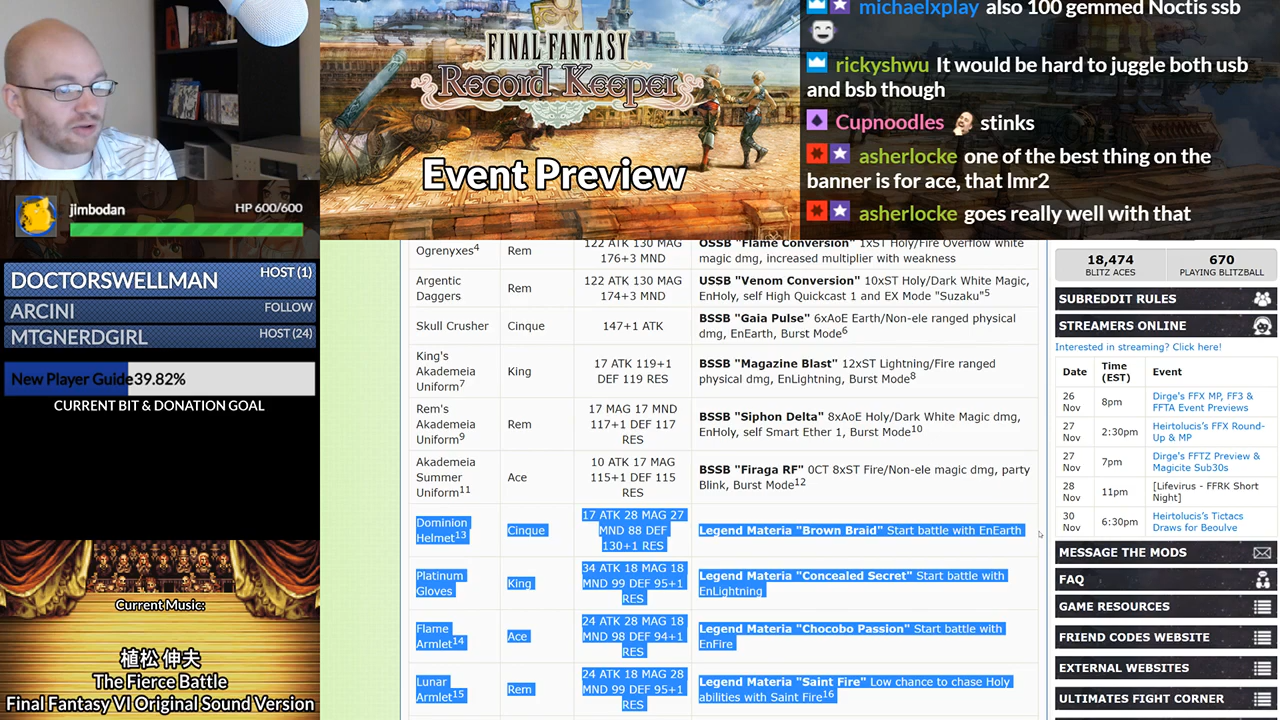 FINAL FANTASY
Record Keeper
Event Preview
michaelxplay also 100 gemmed Noctis ssb
rickyshwu It would be hard to juggle both usb
and bsb though
Cupnoodles stinks
asherlocke one of the best thing on the
banner is for ace, that lmr2
asherlocke goes really well with that
jimbodan HP 600/600
DOCTORSWELLMAN HOST (1)
ARCINI FOLLOW
MTGNERDGIRL HOST (24)
New Player Guide 39.82%
CURRENT BIT & DONATION GOAL
Current Music:
植松 伸夫
The Fierce Battle
Final Fantasy VI Original Sound Version
Ogrenyxes4
Rem
122 ATK 130 MAG
176+3 MND
OSSB "Flame Conversion" 1xST Holy/Fire Overflow white
magic dmg, increased multiplier with weakness
Argentic
Daggers
Rem
122 ATK 130 MAG
174+3 MND
USSB "Venom Conversion" 10xST Holy/Dark White Magic,
EnHoly, self High Quickcast 1 and EX Mode "Suzaku"5
Skull Crusher
Cinque
147+1 ATK
BSSB "Gaia Pulse" 6xAoE Earth/Non-ele ranged physical
dmg, EnEarth, Burst Mode6
King's
Akademeia
Uniform7
King
17 ATK 119+1
DEF 119 RES
BSSB "Magazine Blast" 12xST Lightning/Fire ranged
physical dmg, EnLightning, Burst Mode8
Rem's
Akademeia
Uniform9
Rem
17 MAG 17 MND
117+1 DEF 117
RES
BSSB "Siphon Delta" 8xAoE Holy/Dark White Magic dmg,
EnHoly, self Smart Ether 1, Burst Mode10
Akademeia
Summer
Uniform11
Ace
10 ATK 17 MAG
115+1 DEF 115
RES
BSSB "Firaga RF" 0CT 8xST Fire/Non-ele magic dmg, party
Blink, Burst Mode12
Dominion
Helmet13
Cinque
17 ATK 28 MAG 27
MND 88 DEF
130+1 RES
Legend Materia "Brown Braid" Start battle with EnEarth
Platinum
Gloves
King
34 ATK 18 MAG 18
MND 99 DEF 95+1
RES
Legend Materia "Concealed Secret" Start battle with
EnLightning
Flame
Armlet14
Ace
24 ATK 28 MAG 18
MND 98 DEF 94+1
RES
Legend Materia "Chocobo Passion" Start battle with
EnFire
Lunar
Armlet15
Rem
24 ATK 18 MAG 28
MND 99 DEF 95+1
RES
Legend Materia "Saint Fire" Low chance to chase Holy
abilities with Saint Fire16
18,474
BLITZ ACES
670
PLAYING BLITZBALL
SUBREDDIT RULES
STREAMERS ONLINE
Interested in streaming? Click here!
Date Time (EST) Event
26 Nov 8pm Dirge's FFX MP, FF3 &
FFTA Event Previews
27 Nov 2:30pm Heirtolucis's FFX Round-
Up & MP
27 Nov 7pm Dirge's FFTZ Preview &
Magicite Sub30s
28 Nov 11pm [Lifevirus - FFRK Short
Night]
30 Nov 6:30pm Heirtolucis's Tictacs
Draws for Beoulve
MESSAGE THE MODS
FAQ
GAME RESOURCES
FRIEND CODES WEBSITE
EXTERNAL WEBSITES
ULTIMATES FIGHT CORNER